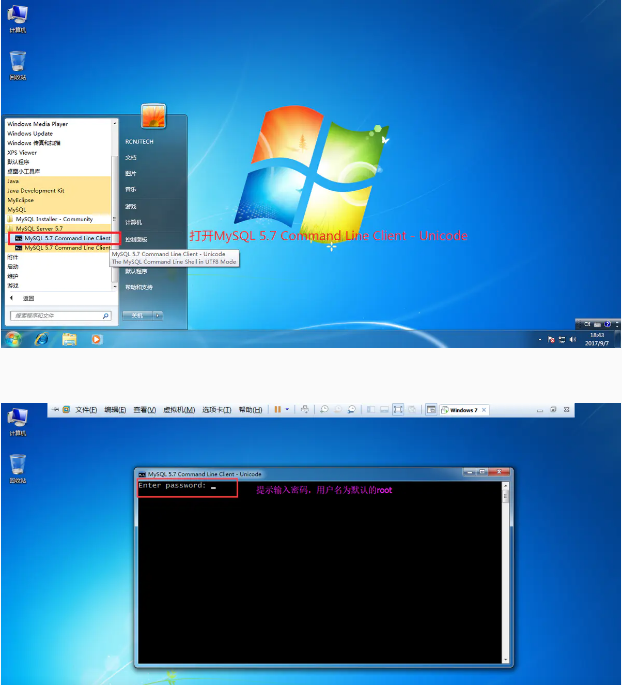 计算机
回收站
Windows Media Player
Windows Update
Windows 传真和扫描
XPS Viewer
默认程序
桌面小工具库
Java
Java Development Kit
MyEclipse
MySQL
MySQL Installer - Community
MySQL Server 5.7
MySQL 5.7 Command Line Client
MySQL 5.7 Command Line Client
附件
启动
维护
游戏
返回
搜索程序和文件
RCNJTECH
文档
图片
音乐
游戏
计算机
控制面板
默认程序
帮助和支持
关机
MySQL 5.7 Command Line Client - Unicode
The MySQL Command Line Shell in UTF8 Mode
打开MySQL 5.7 Command Line Client - Unicode
CH
18:43
2017/9/7
文件(F) 编辑(E) 查看(V) 虚拟机(M) 选项卡(T) 帮助(H)
Windows 7
计算机
回收站
MySQL 5.7 Command Line Client - Unicode
Enter password:
提示输入密码，用户名为默认的root